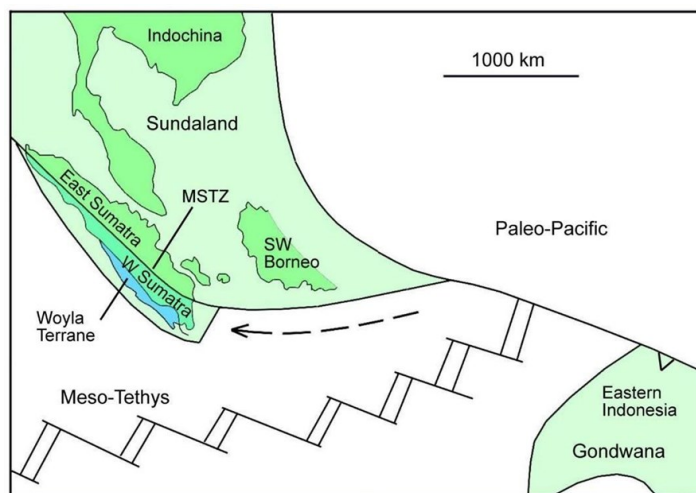 Indochina
1000 km
Sundaland
East Sumatra
MSTZ
W Sumatra
SW
Borneo
Paleo-Pacific
Woyla
Terrane
Meso-Tethys
Eastern
Indonesia
Gondwana